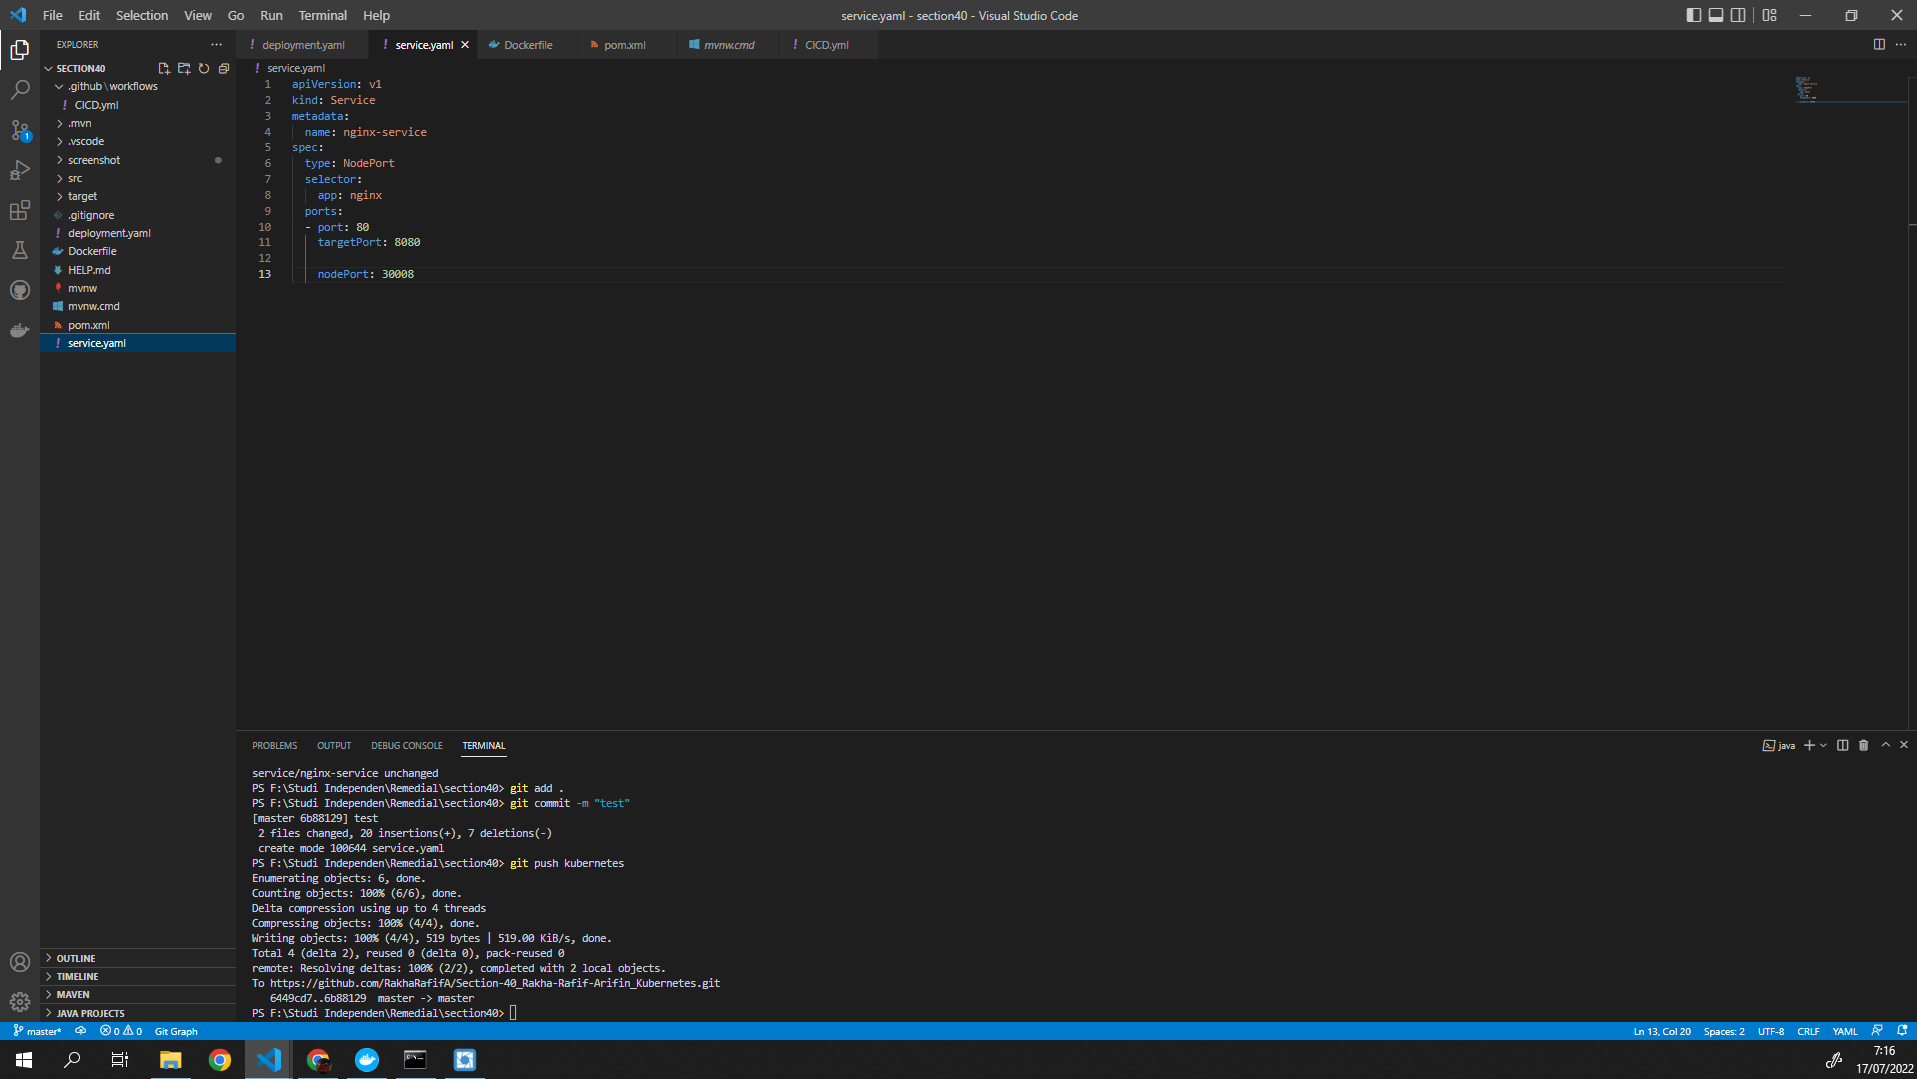 File Edit Selection View Go Run Terminal Help
service.yaml - section40 - Visual Studio Code
EXPLORER
SECTION40
.github\workflows
CICD.yml
.mvn
.vscode
screenshot
src
target
.gitignore
deployment.yaml
Dockerfile
HELP.md
mvnw
mvnw.cmd
pom.xml
service.yaml
OUTLINE
TIMELINE
MAVEN
JAVA PROJECTS
deployment.yaml service.yaml Dockerfile pom.xml mvnw.cmd CICD.yml
service.yaml
1 apiVersion: v1
2 kind: Service
3 metadata:
4 name: nginx-service
5 spec:
6 type: NodePort
7 selector:
8 app: nginx
9 ports:
10 - port: 80
11 targetPort: 8080
12
13 nodePort: 30008
PROBLEMS OUTPUT DEBUG CONSOLE TERMINAL
java
service/nginx-service unchanged
PS F:\Studi Independen\Remedial\section40> git add .
PS F:\Studi Independen\Remedial\section40> git commit -m "test"
[master 6b88129] test
2 files changed, 20 insertions(+), 7 deletions(-)
create mode 100644 service.yaml
PS F:\Studi Independen\Remedial\section40> git push kubernetes
Enumerating objects: 6, done.
Counting objects: 100% (6/6), done.
Delta compression using up to 4 threads
Compressing objects: 100% (4/4), done.
Writing objects: 100% (4/4), 519 bytes | 519.00 KiB/s, done.
Total 4 (delta 2), reused 0 (delta 0), pack-reused 0
remote: Resolving deltas: 100% (2/2), completed with 2 local objects.
To https://github.com/RakhaRafifA/Section-40_Rakha-Rafif-Arifin_Kubernetes.git
6449cd7..6b88129 master -> master
PS F:\Studi Independen\Remedial\section40>
master* 0 0 Git Graph
Ln 13, Col 20 Spaces: 2 UTF-8 CRLF YAML
1
7:16
17/07/2022